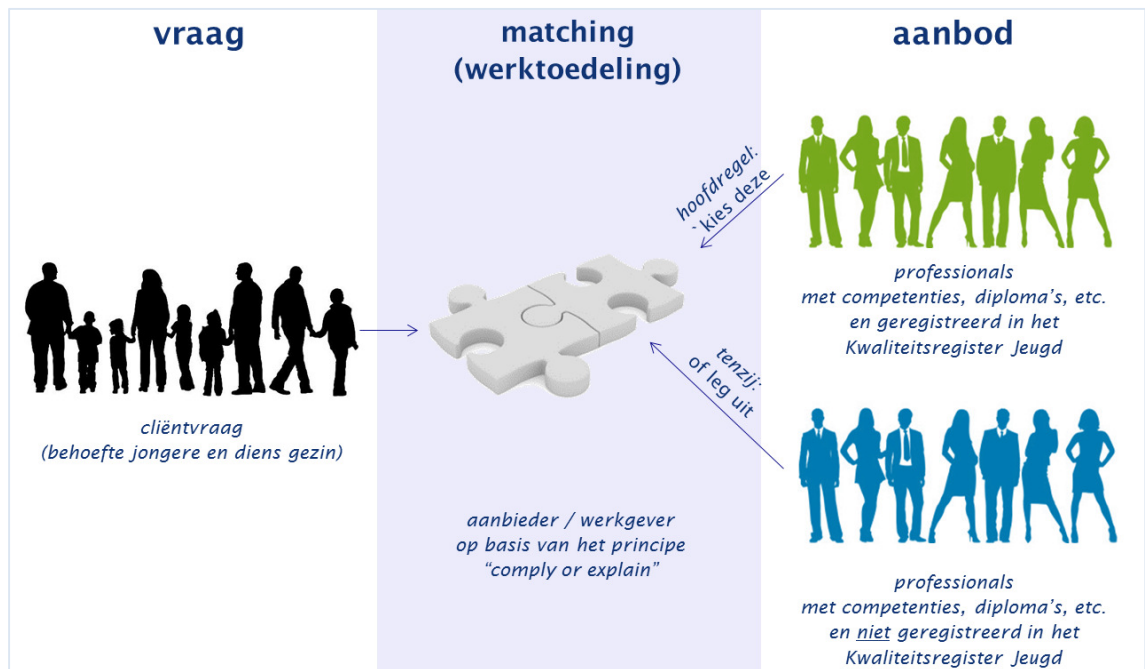 vraag
cliëntvraag
(behoefte jongere en diens gezin)
matching
(werktoedeling)
hoofdregel:
` kies deze
tenzij:
of leg uit
aanbieder / werkgever
op basis van het principe
“comply or explain”
aanbod
professionals
met competenties, diploma’s, etc.
en geregistreerd in het
Kwaliteitsregister Jeugd
professionals
met competenties, diploma’s, etc.
en niet geregistreerd in het
Kwaliteitsregister Jeugd